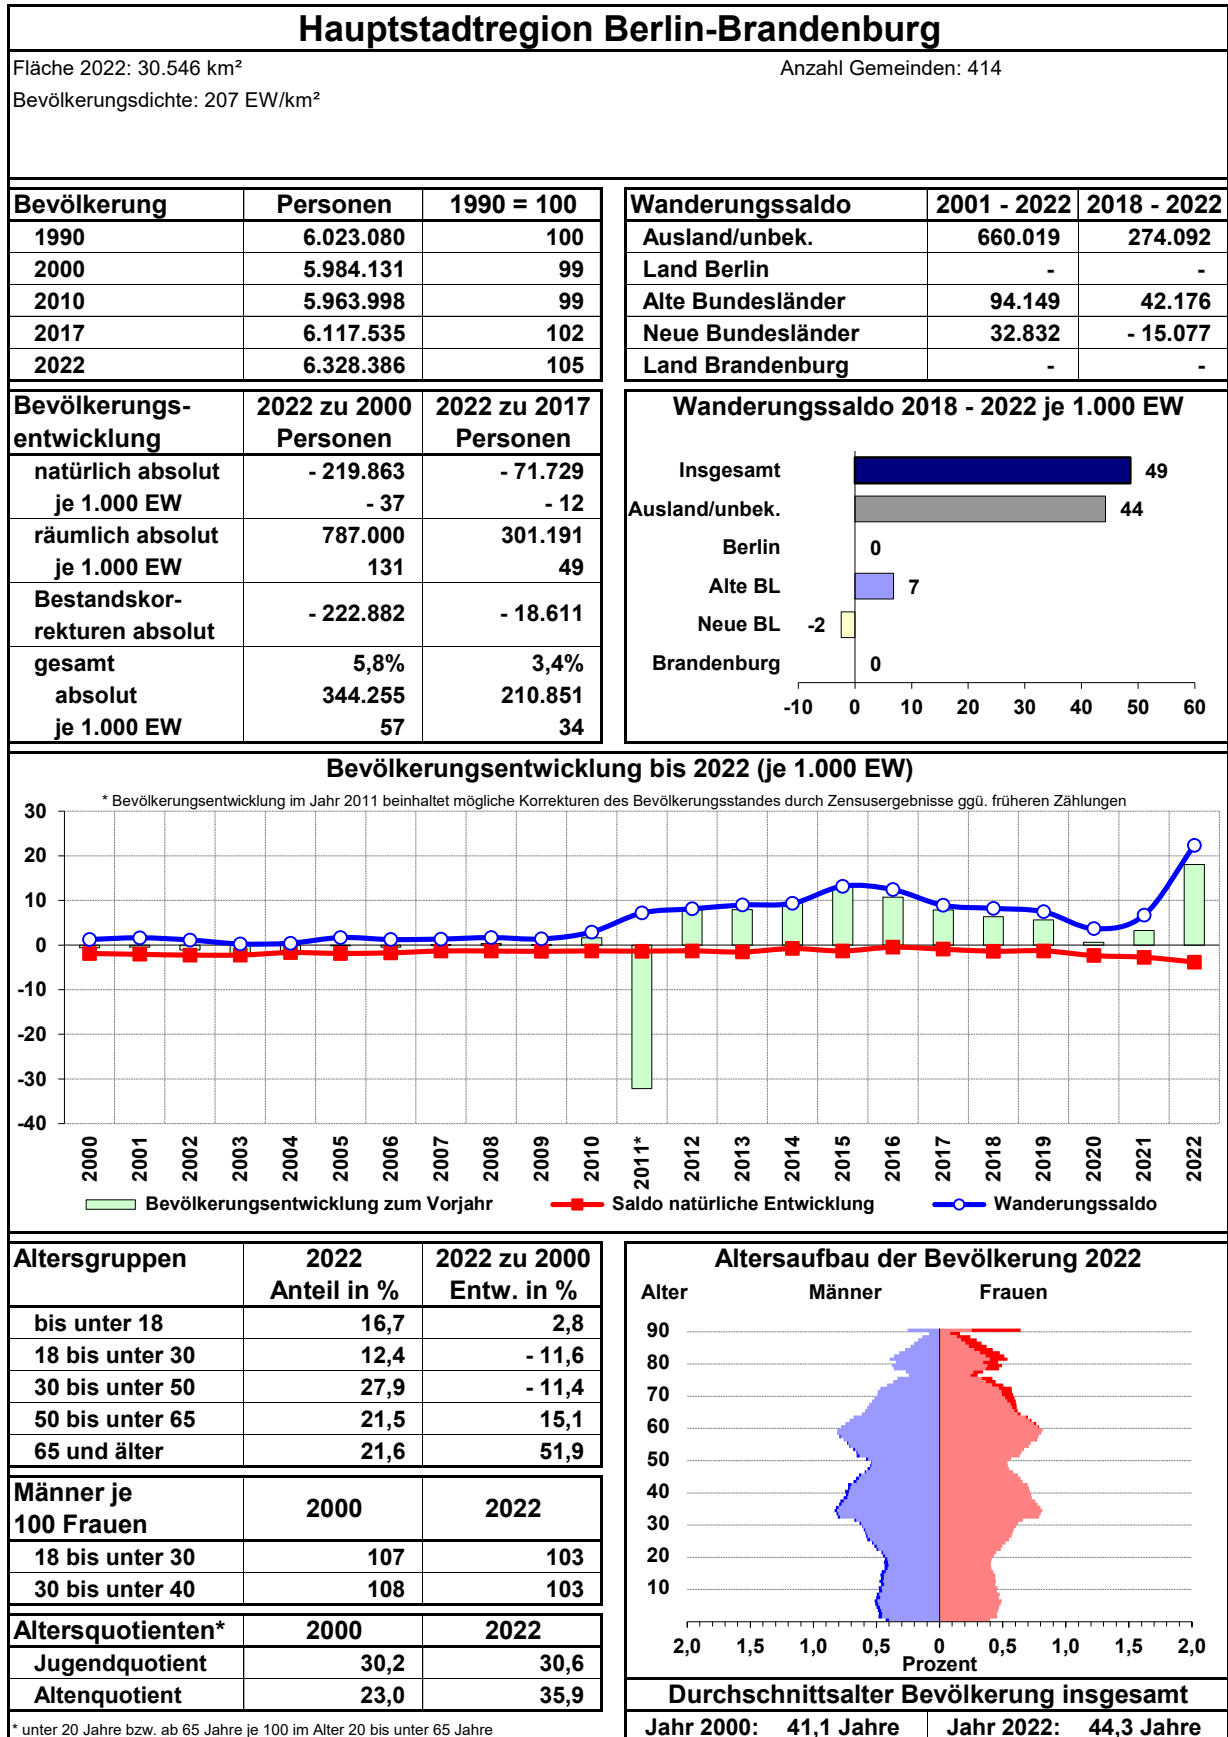 Hauptstadtregion Berlin-Brandenburg
Fläche 2022: 30.546 km² Anzahl Gemeinden: 414
Bevölkerungsdichte: 207 EW/km²
Bevölkerung Personen 1990 = 100
1990 6.023.080 100
2000 5.984.131 99
2010 5.963.998 99
2017 6.117.535 102
2022 6.328.386 105
Wanderungssaldo 2001 - 2022 2018 - 2022
Ausland/unbek. 660.019 274.092
Land Berlin - -
Alte Bundesländer 94.149 42.176
Neue Bundesländer 32.832 - 15.077
Land Brandenburg - -
Bevölkerungs- 2022 zu 2000 2022 zu 2017
entwicklung Personen Personen
natürlich absolut - 219.863 - 71.729
je 1.000 EW - 37 - 12
räumlich absolut 787.000 301.191
je 1.000 EW 131 49
Bestandskor-
rekturen absolut - 222.882 - 18.611
gesamt 5,8% 3,4%
absolut 344.255 210.851
je 1.000 EW 57 34
Wanderungssaldo 2018 - 2022 je 1.000 EW
Insgesamt 49
Ausland/unbek. 44
Berlin 0
Alte BL 7
Neue BL -2
Brandenburg 0
-10 0 10 20 30 40 50 60
Bevölkerungsentwicklung bis 2022 (je 1.000 EW)
* Bevölkerungsentwicklung im Jahr 2011 beinhaltet mögliche Korrekturen des Bevölkerungsstandes durch Zensusergebnisse ggü. früheren Zählungen
30
20
10
0
-10
-20
-30
-40
2000 2001 2002 2003 2004 2005 2006 2007 2008 2009 2010 2011* 2012 2013 2014 2015 2016 2017 2018 2019 2020 2021 2022
Bevölkerungsentwicklung zum Vorjahr Saldo natürliche Entwicklung Wanderungssaldo
Altersgruppen 2022 2022 zu 2000
Anteil in % Entw. in %
bis unter 18 16,7 2,8
18 bis unter 30 12,4 - 11,6
30 bis unter 50 27,9 - 11,4
50 bis unter 65 21,5 15,1
65 und älter 21,6 51,9
Männer je
100 Frauen 2000 2022
18 bis unter 30 107 103
30 bis unter 40 108 103
Altersquotienten* 2000 2022
Jugendquotient 30,2 30,6
Altenquotient 23,0 35,9
* unter 20 Jahre bzw. ab 65 Jahre je 100 im Alter 20 bis unter 65 Jahre
Altersaufbau der Bevölkerung 2022
Alter Männer Frauen
90
80
70
60
50
40
30
20
10
2,0 1,5 1,0 0,5 0 0,5 1,0 1,5 2,0
Prozent
Durchschnittsalter Bevölkerung insgesamt
Jahr 2000: 41,1 Jahre Jahr 2022: 44,3 Jahre